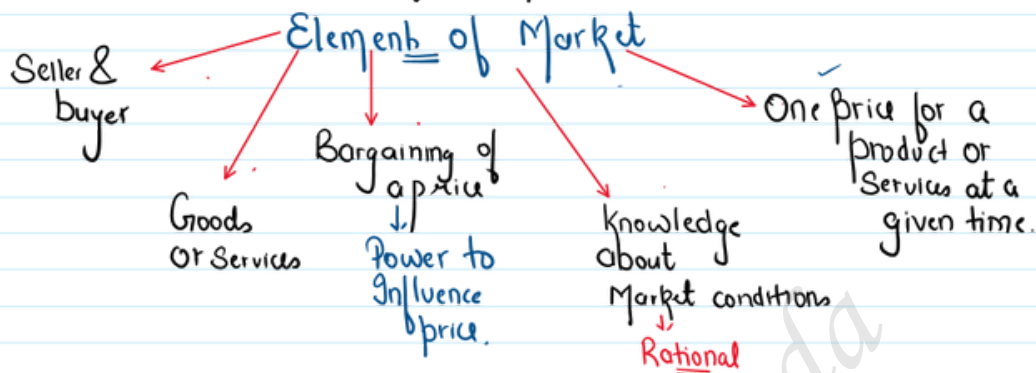 Elements of Market
Seller &
buyer
Goods
or Services
Bargaining of
a price
Power to
Influence
price.
Knowledge
about
Market conditions
Rational
One price for a
product or
Services at a
given time.